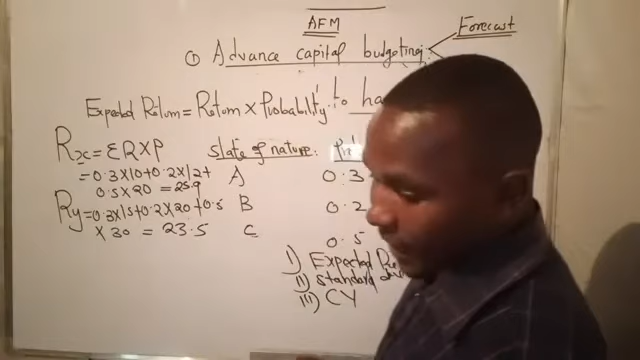 AFM
Forecast
① Advance capital budgeting
Expected Return = Return × Probability to ha
Rx = ΣRXP
= 0.3×10+0.2×12+
0.5×20 = 25.9
Ry = 0.3×15+0.2×20+0.5
× 30 = 23.5
State of nature
A
B
C
0.3
0.2
0.5
i) Expected
ii) standard
iii) CV